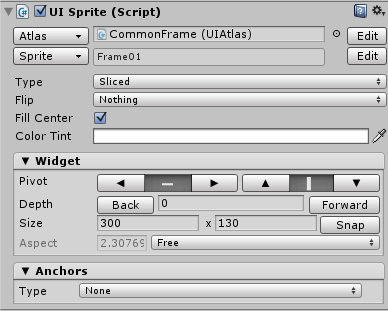 UI Sprite (Script)
Atlas CommonFrame (UIAtlas) Edit
Sprite Frame01 Edit
Type Sliced
Flip Nothing
Fill Center
Color Tint
▼ Widget
Pivot ◄ ─ ► ▲ | ▼
Depth Back 0 Forward
Size 300 x 130 Snap
Aspect 2.30769 Free
▼ Anchors
Type None